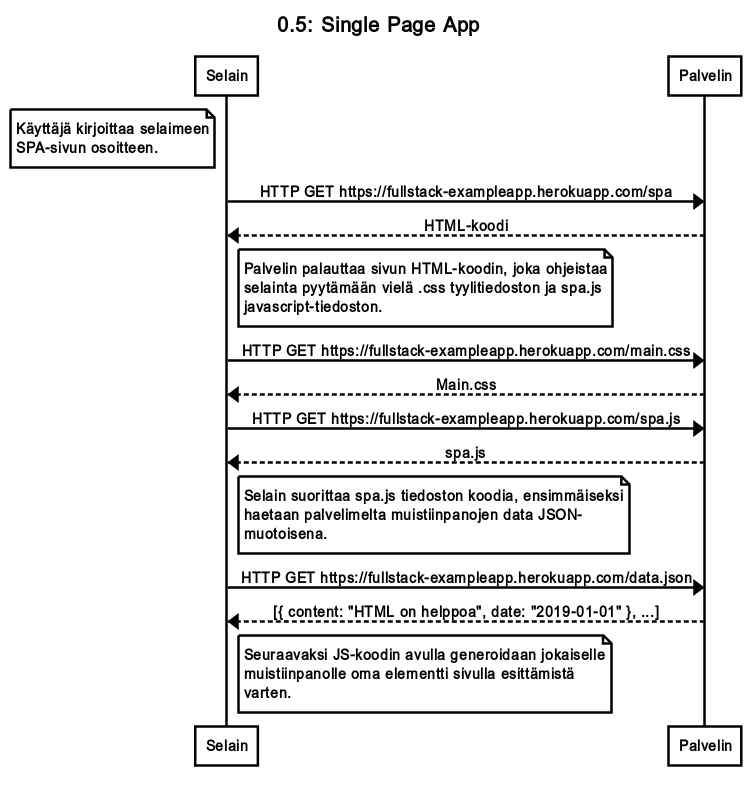 0.5: Single Page App
Selain
Palvelin
Käyttäjä kirjoittaa selaimeen
SPA-sivun osoitteen.
HTTP GET https://fullstack-exampleapp.herokuapp.com/spa
HTML-koodi
Palvelin palauttaa sivun HTML-koodin, joka ohjeistaa
selainta pyytämään vielä .css tyylitiedoston ja spa.js
javascript-tiedoston.
HTTP GET https://fullstack-exampleapp.herokuapp.com/main.css
Main.css
HTTP GET https://fullstack-exampleapp.herokuapp.com/spa.js
spa.js
Selain suorittaa spa.js tiedoston koodia, ensimmäiseksi
haetaan palvelimelta muistiinpanojen data JSON-
muotoisena.
HTTP GET https://fullstack-exampleapp.herokuapp.com/data.json
[{ content: "HTML on helppoa", date: "2019-01-01" }, ...]
Seuraavaksi JS-koodin avulla generoidaan jokaiselle
muistiinpanolle oma elementti sivulla esittämistä
varten.
Selain
Palvelin